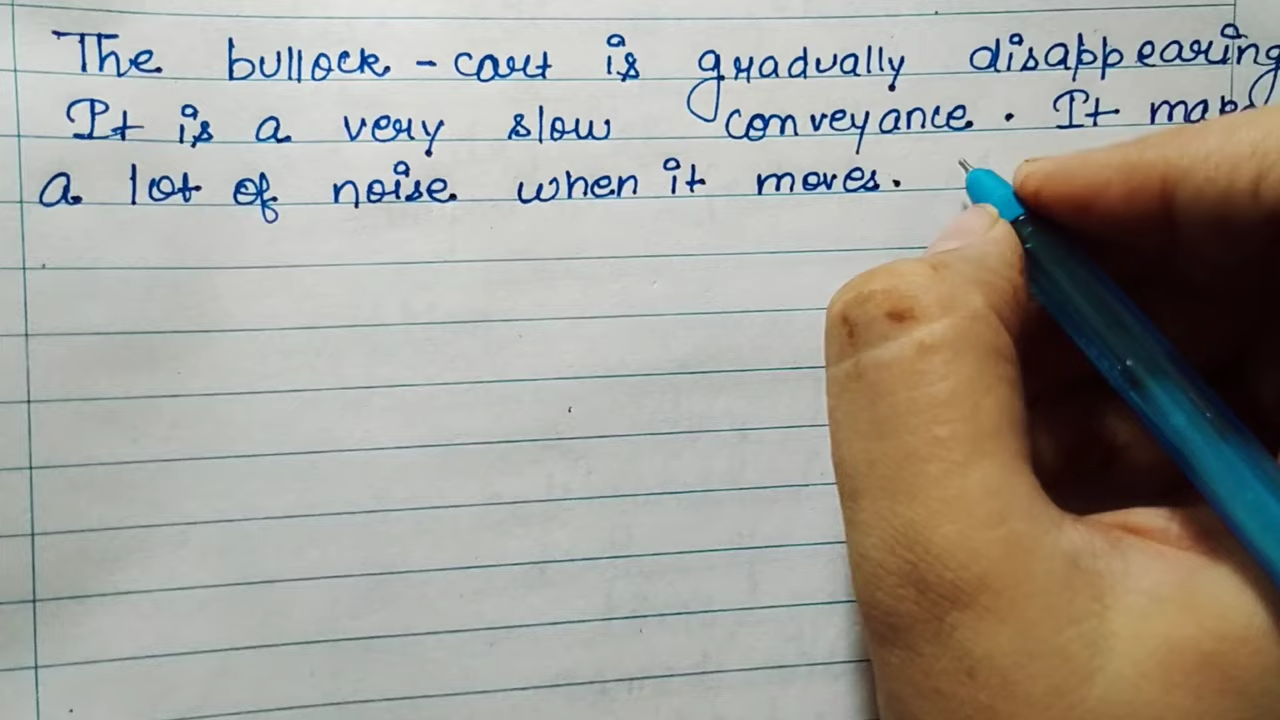 The bullock-cart is gradually disappearing
It is a very slow conveyance. It
a lot of noise when it moves.